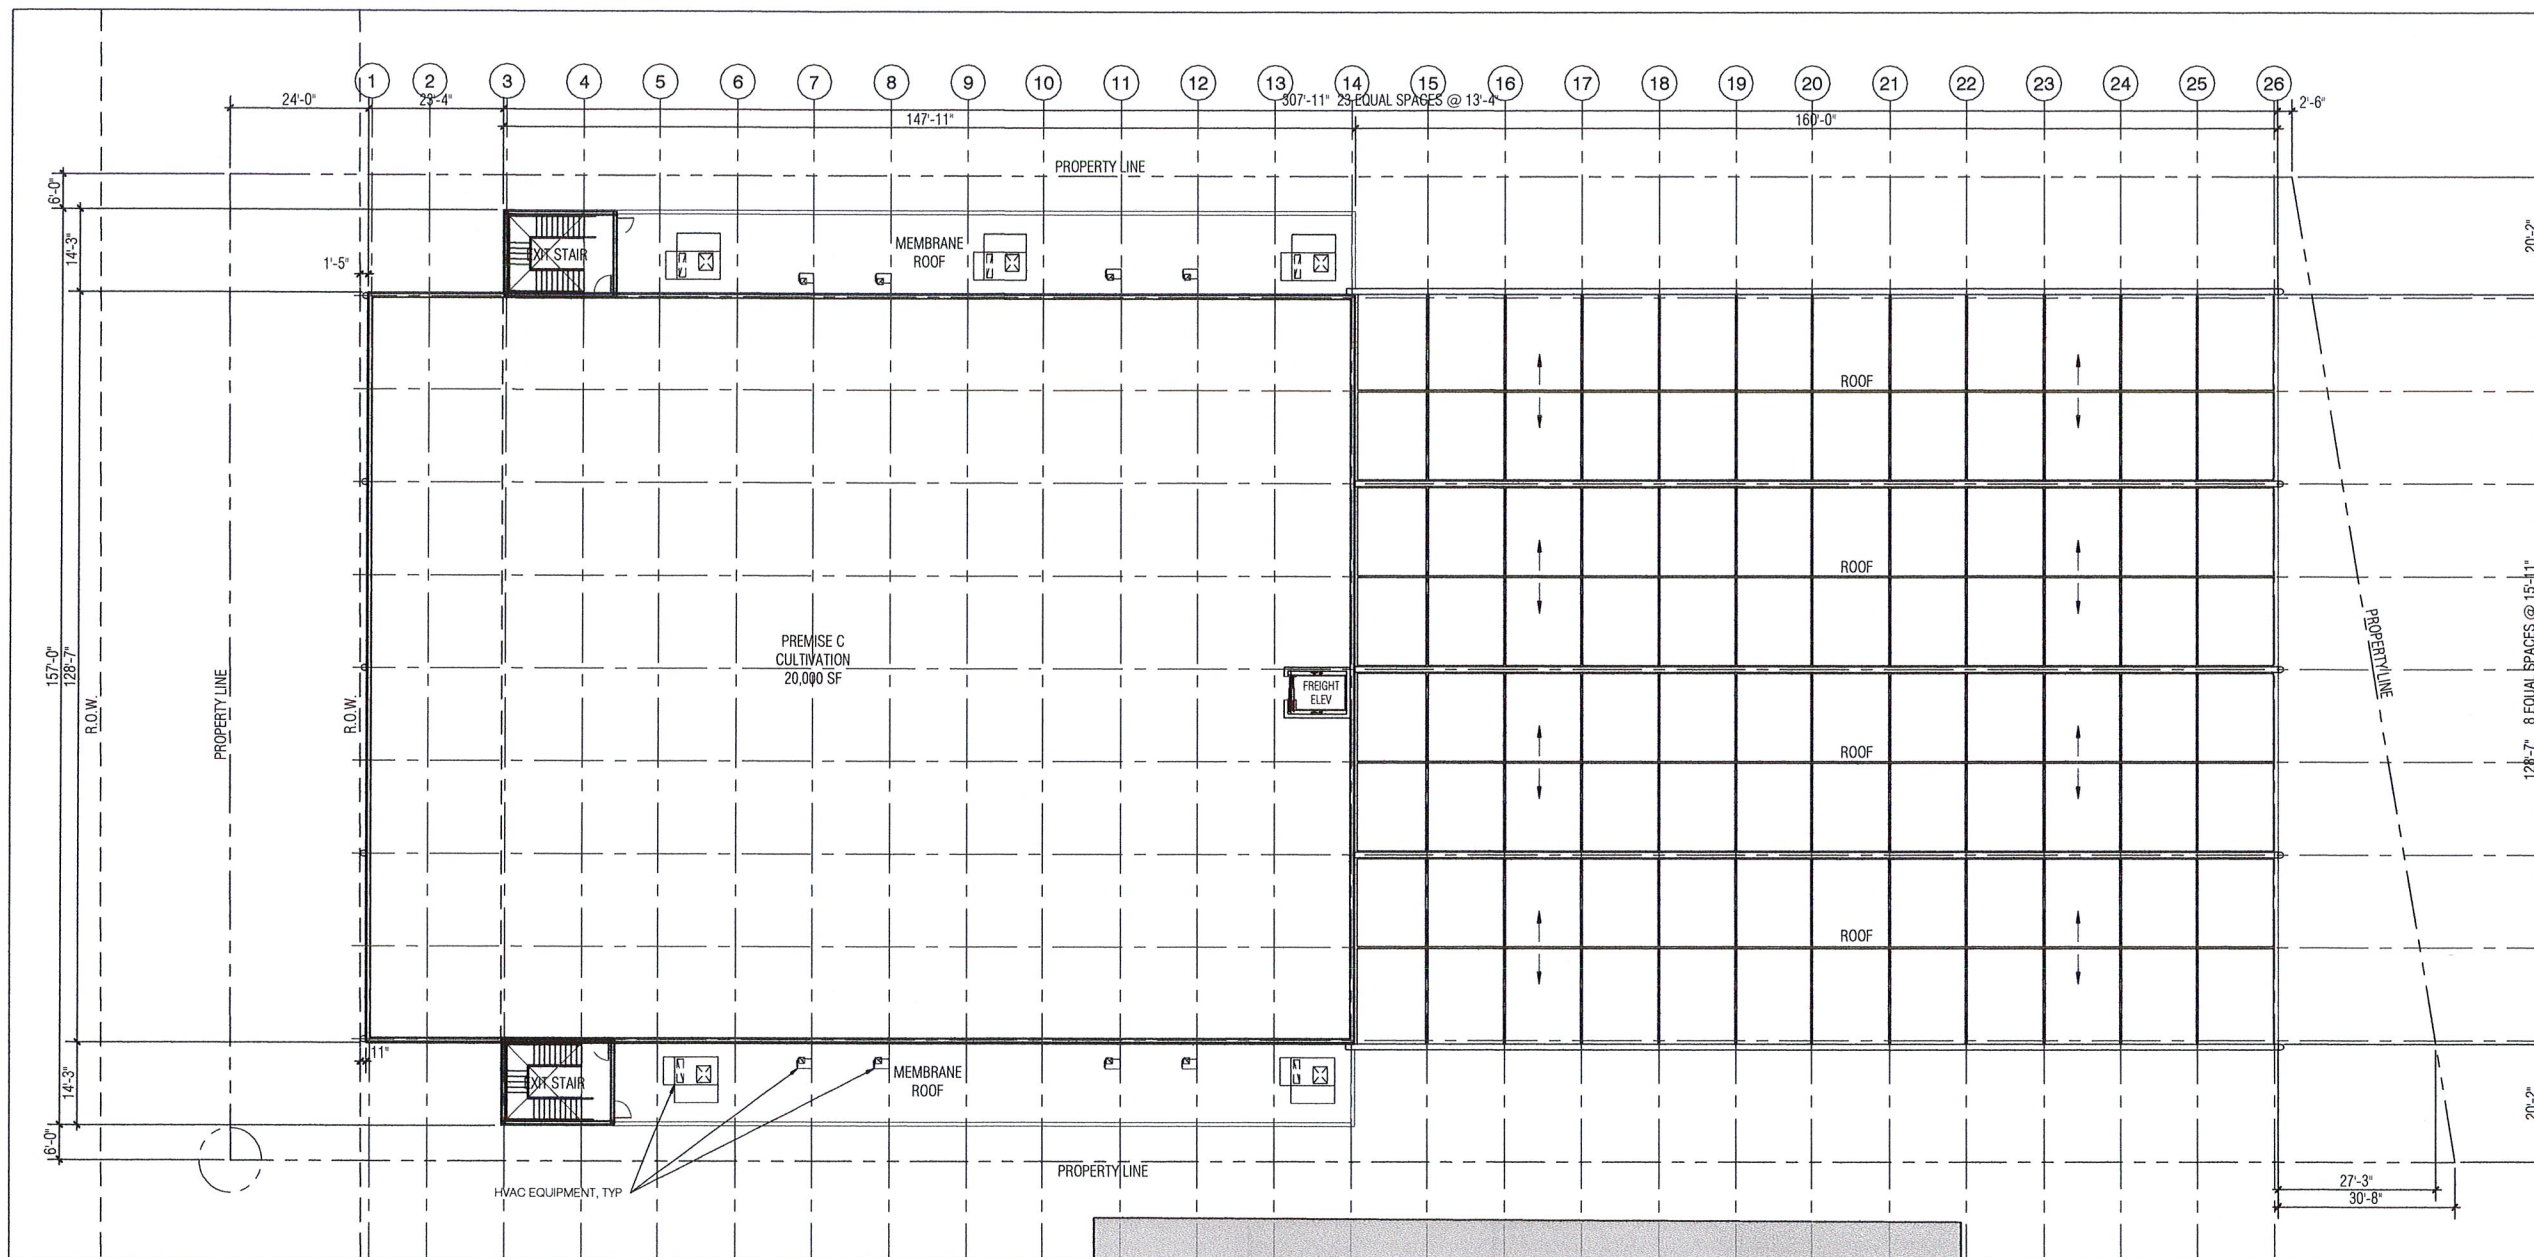 1 2 3 4 5 6 7 8 9 10 11 12 13 14 15 16 17 18 19 20 21 22 23 24 25 26
24'-0" 23'-4" 307'-11" 23 EQUAL SPACES @ 13'-4" 2'-6"
147'-11" 160'-0"
PROPERTY LINE
6'-0"
14'-3"
1'-5"
EXIT STAIR
MEMBRANE
ROOF
20'-2"
ROOF
ROOF
PREMISE C
CULTIVATION
20,000 SF
FREIGHT
ELEV
157'-0"
128'-7"
R.O.W.
PROPERTY LINE
R.O.W.
PROPERTY LINE
128'-7" 8 EQUAL SPACES @ 15'-11"
ROOF
ROOF
11"
14'-3"
6'-0"
EXIT STAIR
MEMBRANE
ROOF
20'-2"
PROPERTY LINE
HVAC EQUIPMENT, TYP
27'-3"
30'-8"